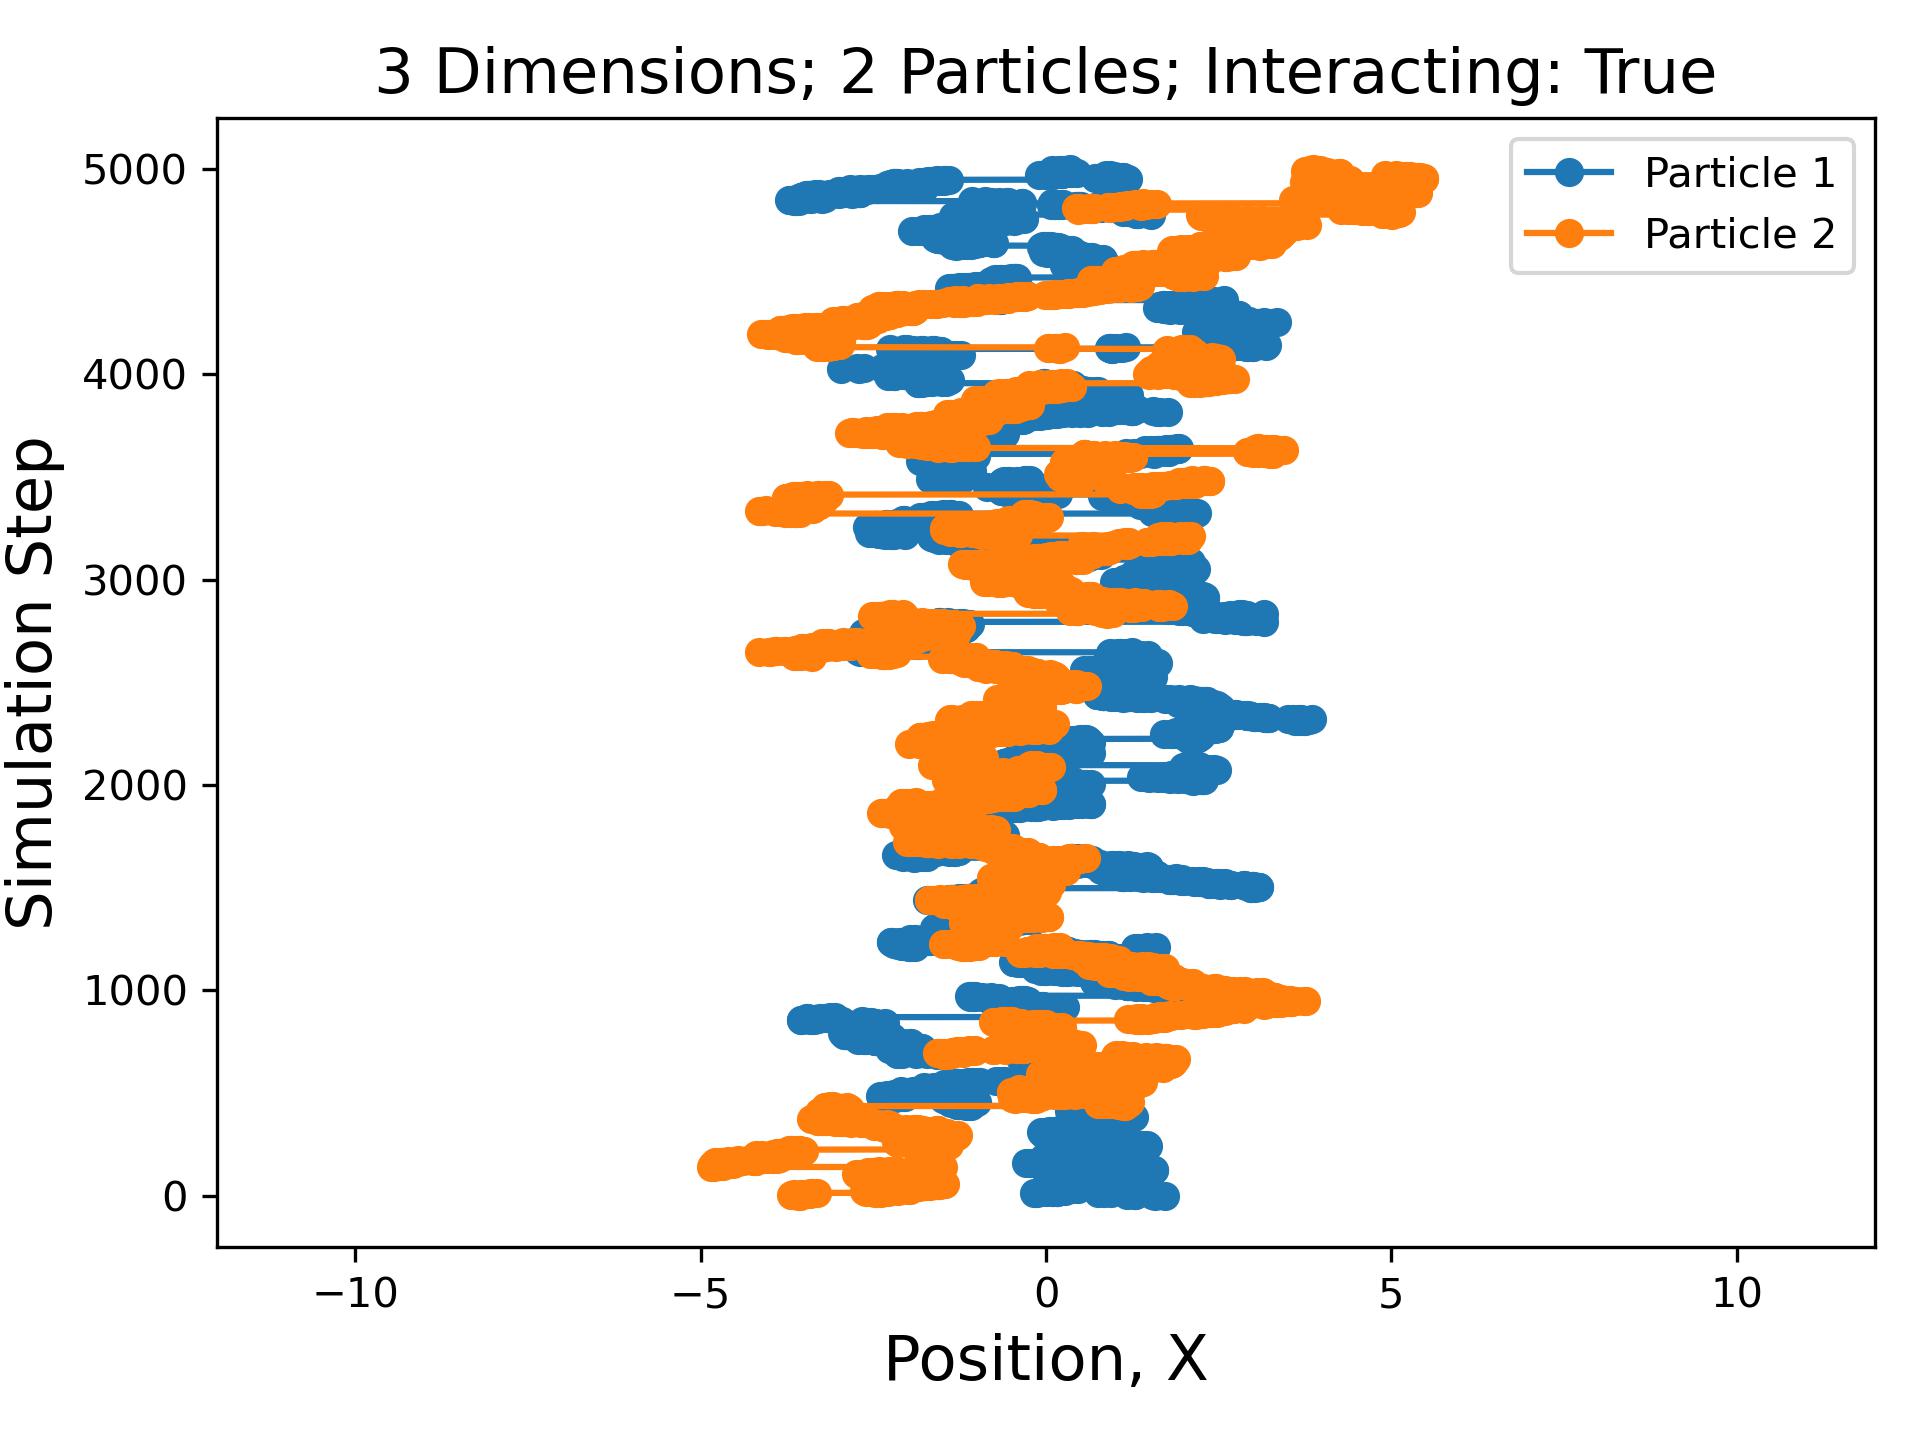 3 Dimensions; 2 Particles; Interacting: True
Particle 1
Particle 2
Simulation Step
5000
4000
3000
2000
1000
0
−10
−5
0
5
10
Position, X